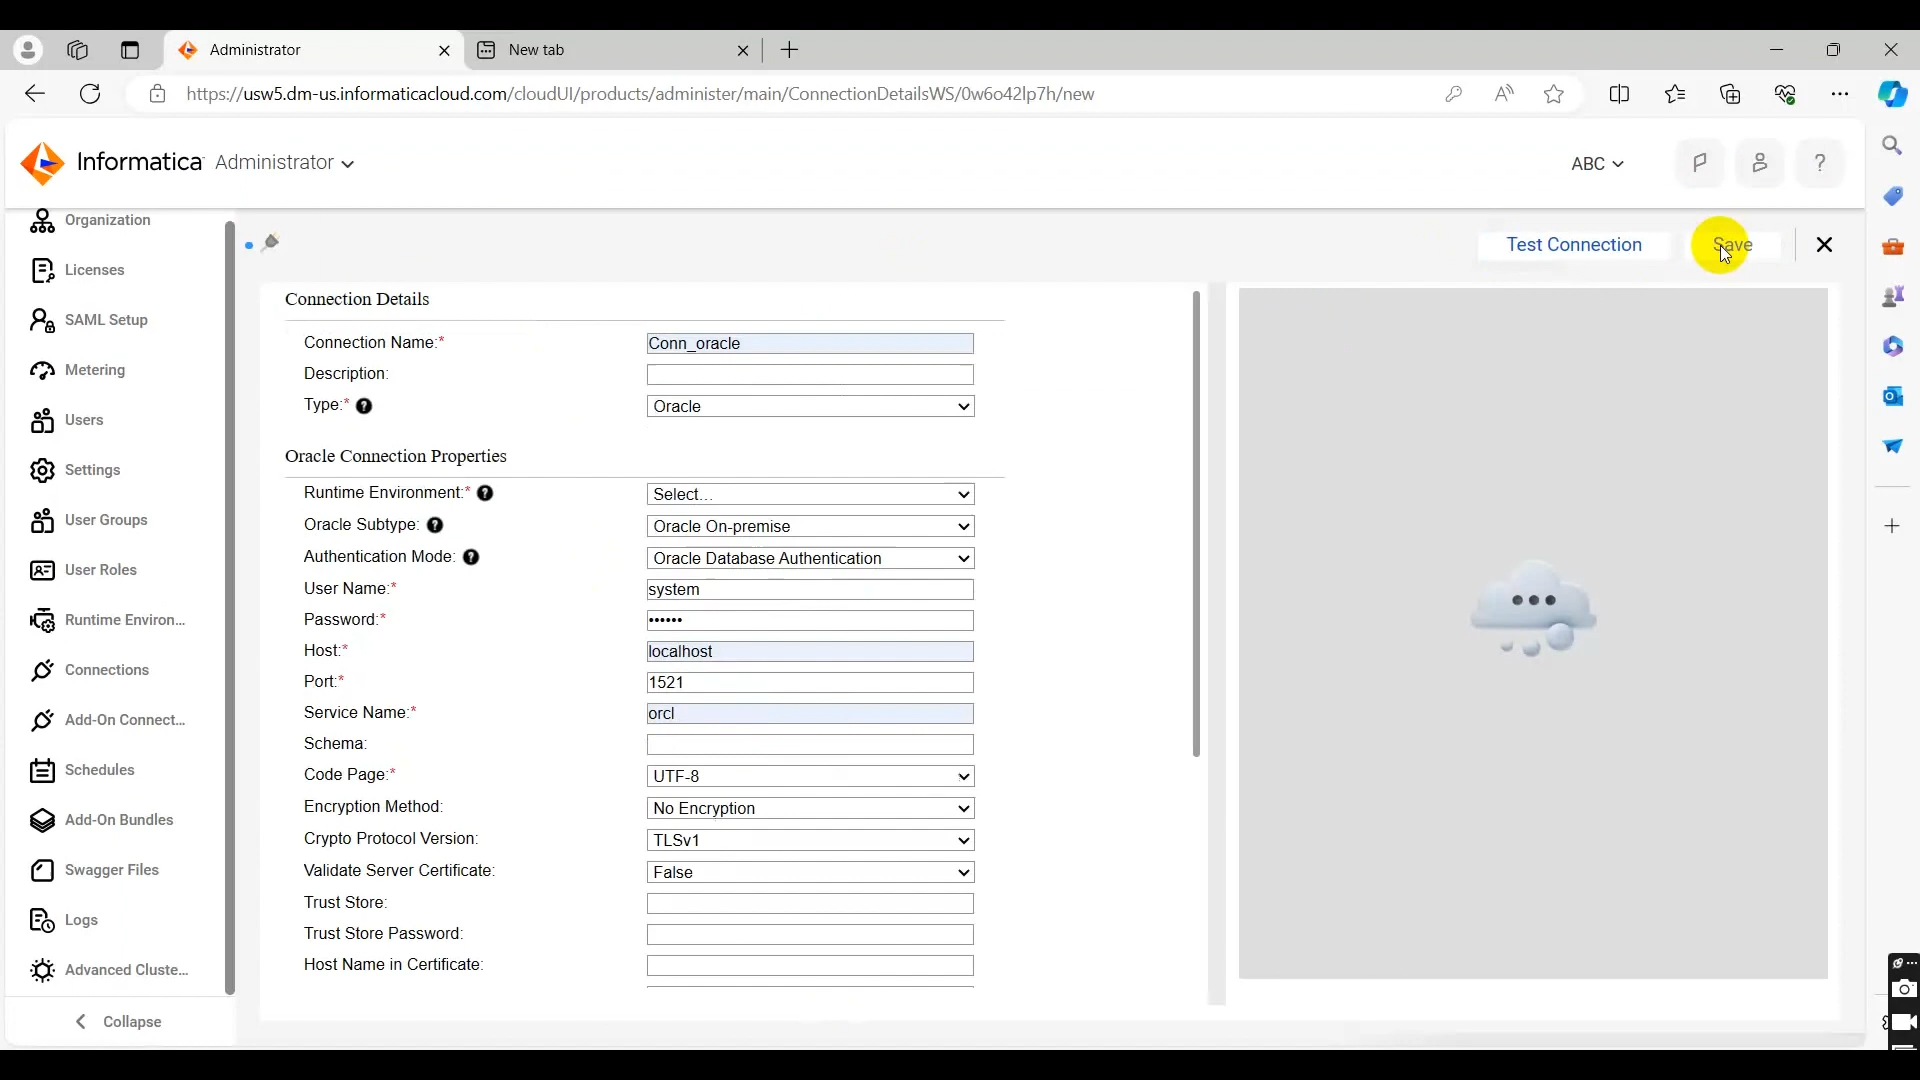 Administrator
New tab
https://usw5.dm-us.informaticacloud.com/cloudUI/products/administer/main/ConnectionDetailsWS/0w6o42lp7h/new
Informatica Administrator
ABC
?
Organization
Licenses
SAML Setup
Metering
Users
Settings
User Groups
User Roles
Runtime Environ...
Connections
Add-On Connect...
Schedules
Add-On Bundles
Swagger Files
Logs
Advanced Cluste...
Collapse
Test Connection
Save
Connection Details
Connection Name:* Conn_oracle
Description:
Type:* ? Oracle
Oracle Connection Properties
Runtime Environment:* ? Select...
Oracle Subtype: ? Oracle On-premise
Authentication Mode: ? Oracle Database Authentication
User Name:* system
Password:* ••••••
Host:* localhost
Port:* 1521
Service Name:* orcl
Schema:
Code Page:* UTF-8
Encryption Method: No Encryption
Crypto Protocol Version: TLSv1
Validate Server Certificate: False
Trust Store:
Trust Store Password:
Host Name in Certificate: